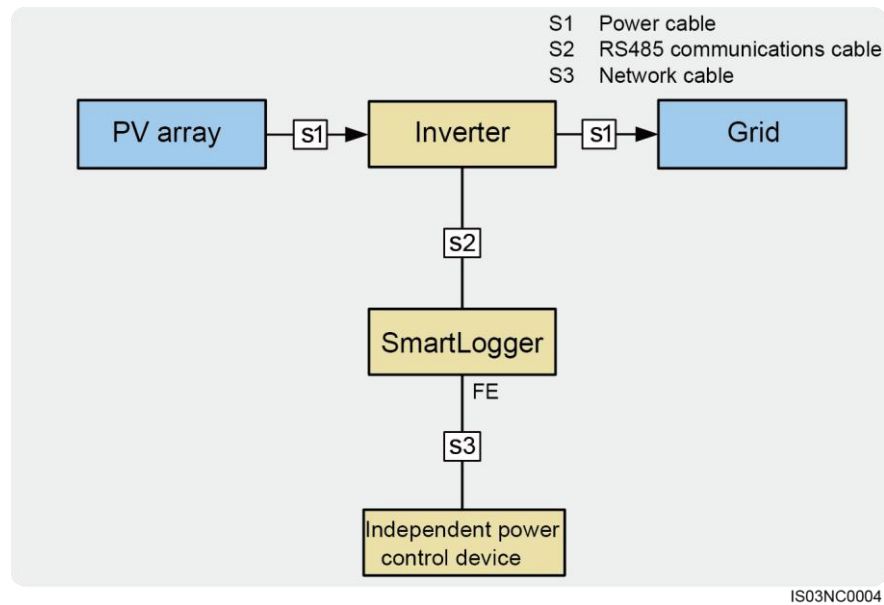 S1 Power cable
S2 RS485 communications cable
S3 Network cable
PV array
s1
Inverter
s1
Grid
s2
SmartLogger
FE
s3
Independent power
control device
IS03NC0004